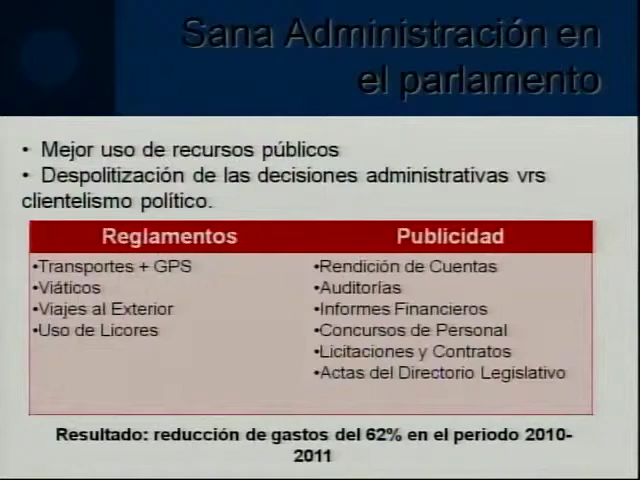 Sana Administración en
el parlamento
• Mejor uso de recursos públicos
• Despolitización de las decisiones administrativas vrs
clientelismo político.
Reglamentos
•Transportes + GPS
•Viáticos
•Viajes al Exterior
•Uso de Licores
Publicidad
•Rendición de Cuentas
•Auditorías
•Informes Financieros
•Concursos de Personal
•Licitaciones y Contratos
•Actas del Directorio Legislativo
Resultado: reducción de gastos del 62% en el periodo 2010-
2011